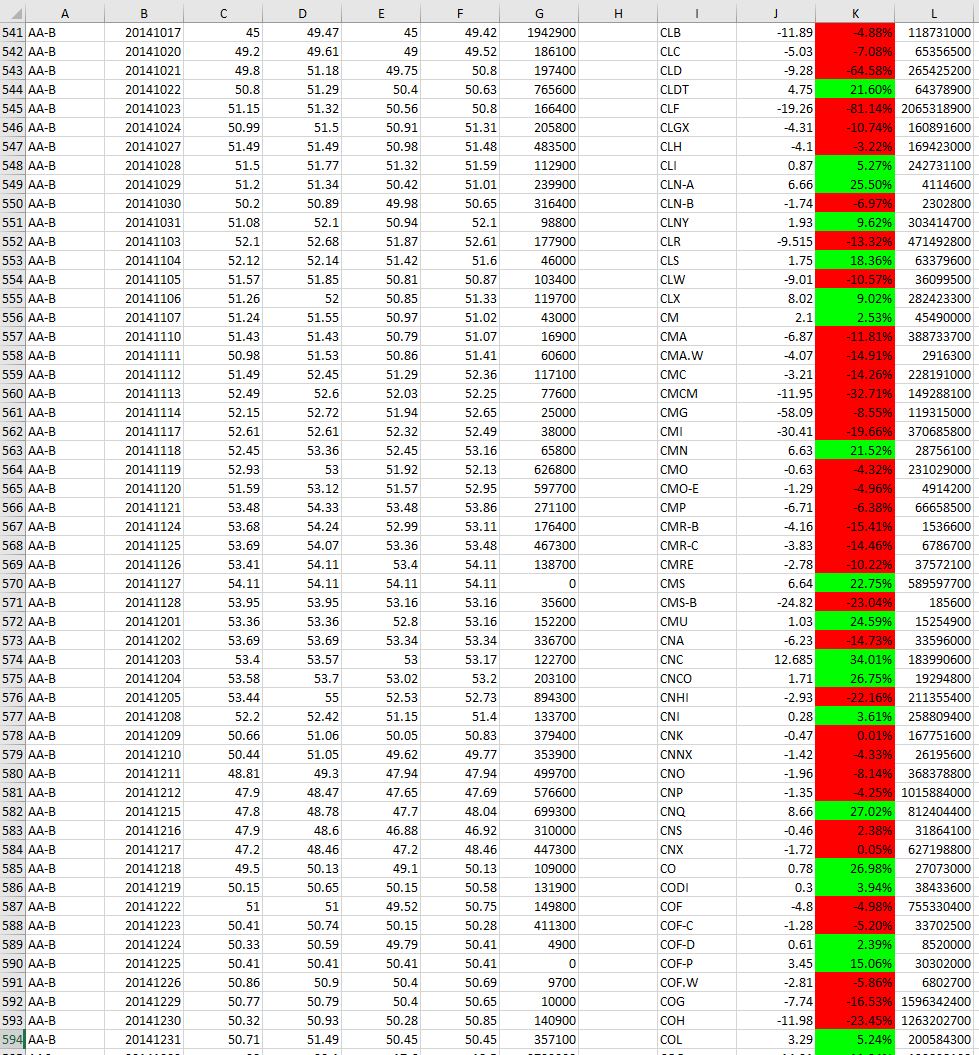 A B C D E F G H I J K L
541 AA-B 20141017 45 49.47 45 49.42 1942900 CLB -11.89 -4.88% 118731000
542 AA-B 20141020 49.2 49.61 49 49.52 186100 CLC -5.03 -7.08% 65356500
543 AA-B 20141021 49.8 51.18 49.75 50.8 197400 CLD -9.28 -64.58% 265425200
544 AA-B 20141022 50.8 51.29 50.4 50.63 765600 CLDT 4.75 21.60% 64378900
545 AA-B 20141023 51.15 51.32 50.56 50.8 166400 CLF -19.26 -81.14% 2065318900
546 AA-B 20141024 50.99 51.5 50.91 51.31 205800 CLGX -4.31 -10.74% 160891600
547 AA-B 20141027 51.49 51.49 50.98 51.48 483500 CLH -4.1 -3.22% 169423000
548 AA-B 20141028 51.5 51.77 51.32 51.59 112900 CLI 0.87 5.27% 242731100
549 AA-B 20141029 51.2 51.34 50.42 51.01 239900 CLN-A 6.66 25.50% 4114600
550 AA-B 20141030 50.2 50.89 49.98 50.65 316400 CLN-B -1.74 -6.97% 2302800
551 AA-B 20141031 51.08 52.1 50.94 52.1 98800 CLNY 1.93 9.62% 303414700
552 AA-B 20141103 52.1 52.68 51.87 52.61 177900 CLR -9.515 -13.32% 471492800
553 AA-B 20141104 52.12 52.14 51.42 51.6 46000 CLS 1.75 18.36% 63379600
554 AA-B 20141105 51.57 51.85 50.81 50.87 103400 CLW -9.01 -10.57% 36099500
555 AA-B 20141106 51.26 52 50.85 51.33 119700 CLX 8.02 9.02% 282423300
556 AA-B 20141107 51.24 51.55 50.97 51.02 43000 CM 2.1 2.53% 45490000
557 AA-B 20141110 51.43 51.43 50.79 51.07 16900 CMA -6.87 -11.81% 388733700
558 AA-B 20141111 50.98 51.53 50.86 51.41 60600 CMA.W -4.07 -14.91% 2916300
559 AA-B 20141112 51.49 52.45 51.29 52.36 117100 CMC -3.21 -14.26% 228191000
560 AA-B 20141113 52.49 52.6 52.03 52.25 77600 CMCM -11.95 -32.71% 149288100
561 AA-B 20141114 52.15 52.72 51.94 52.65 25000 CMG -58.09 -8.55% 119315000
562 AA-B 20141117 52.61 52.61 52.32 52.49 38000 CMI -30.41 -19.66% 370685800
563 AA-B 20141118 52.45 53.36 52.45 53.16 65800 CMN 6.63 21.52% 28756100
564 AA-B 20141119 52.93 53 51.92 52.13 626800 CMO -0.63 -4.32% 231029000
565 AA-B 20141120 51.59 53.12 51.57 52.95 597700 CMO-E -1.29 -4.96% 4914200
566 AA-B 20141121 53.48 54.33 53.48 53.86 271100 CMP -6.71 -6.38% 66658500
567 AA-B 20141124 53.68 54.24 52.99 53.11 176400 CMR-B -4.16 -15.41% 1536600
568 AA-B 20141125 53.69 54.07 53.36 53.48 467300 CMR-C -3.83 -14.46% 6786700
569 AA-B 20141126 53.41 54.11 53.4 54.11 138700 CMRE -2.78 -10.22% 37572100
570 AA-B 20141127 54.11 54.11 54.11 54.11 0 CMS 6.64 22.75% 589597700
571 AA-B 20141128 53.95 53.95 53.16 53.16 35600 CMS-B -24.82 -23.04% 185600
572 AA-B 20141201 53.36 53.36 52.8 53.16 152200 CMU 1.03 24.59% 15254900
573 AA-B 20141202 53.69 53.69 53.34 53.34 336700 CNA -6.23 -14.73% 33596000
574 AA-B 20141203 53.4 53.57 53 53.17 122700 CNC 12.685 34.01% 183990600
575 AA-B 20141204 53.58 53.7 53.02 53.2 203100 CNCO 1.71 26.75% 19294800
576 AA-B 20141205 53.44 55 52.53 52.73 894300 CNHI -2.93 -22.16% 211355400
577 AA-B 20141208 52.2 52.42 51.15 51.4 133700 CNI 0.28 3.61% 258809400
578 AA-B 20141209 50.66 51.06 50.05 50.83 379400 CNK -0.47 0.01% 167751600
579 AA-B 20141210 50.44 51.05 49.62 49.77 353900 CNNX -1.42 -4.33% 26195600
580 AA-B 20141211 48.81 49.3 47.94 47.94 499700 CNO -1.96 -8.14% 368378800
581 AA-B 20141212 47.9 48.47 47.65 47.69 576600 CNP -1.35 -4.25% 1015884000
582 AA-B 20141215 47.8 48.78 47.7 48.04 699300 CNQ 8.66 27.02% 812404400
583 AA-B 20141216 47.9 48.6 46.88 46.92 310000 CNS -0.46 2.38% 31864100
584 AA-B 20141217 47.2 48.46 47.2 48.46 447300 CNX -1.72 0.05% 627198800
585 AA-B 20141218 49.5 50.13 49.1 50.13 109000 CO 0.78 26.98% 27073000
586 AA-B 20141219 50.15 50.65 50.15 50.58 131900 CODI 0.3 3.94% 38433600
587 AA-B 20141222 51 51 49.52 50.75 149800 COF -4.8 -4.98% 755330400
588 AA-B 20141223 50.41 50.74 50.15 50.28 411300 COF-C -1.28 -5.20% 33702500
589 AA-B 20141224 50.33 50.59 49.79 50.41 4900 COF-D 0.61 2.39% 8520000
590 AA-B 20141225 50.41 50.41 50.41 50.41 0 COF-P 3.45 15.06% 30302000
591 AA-B 20141226 50.86 50.9 50.4 50.69 9700 COF.W -2.81 -5.86% 6802700
592 AA-B 20141229 50.77 50.79 50.4 50.65 10000 COG -7.74 -16.53% 1596342400
593 AA-B 20141230 50.32 50.93 50.28 50.85 140900 COH -11.98 -23.45% 1263202700
594 AA-B 20141231 50.71 51.49 50.45 50.45 357100 COL 3.29 5.24% 200584300